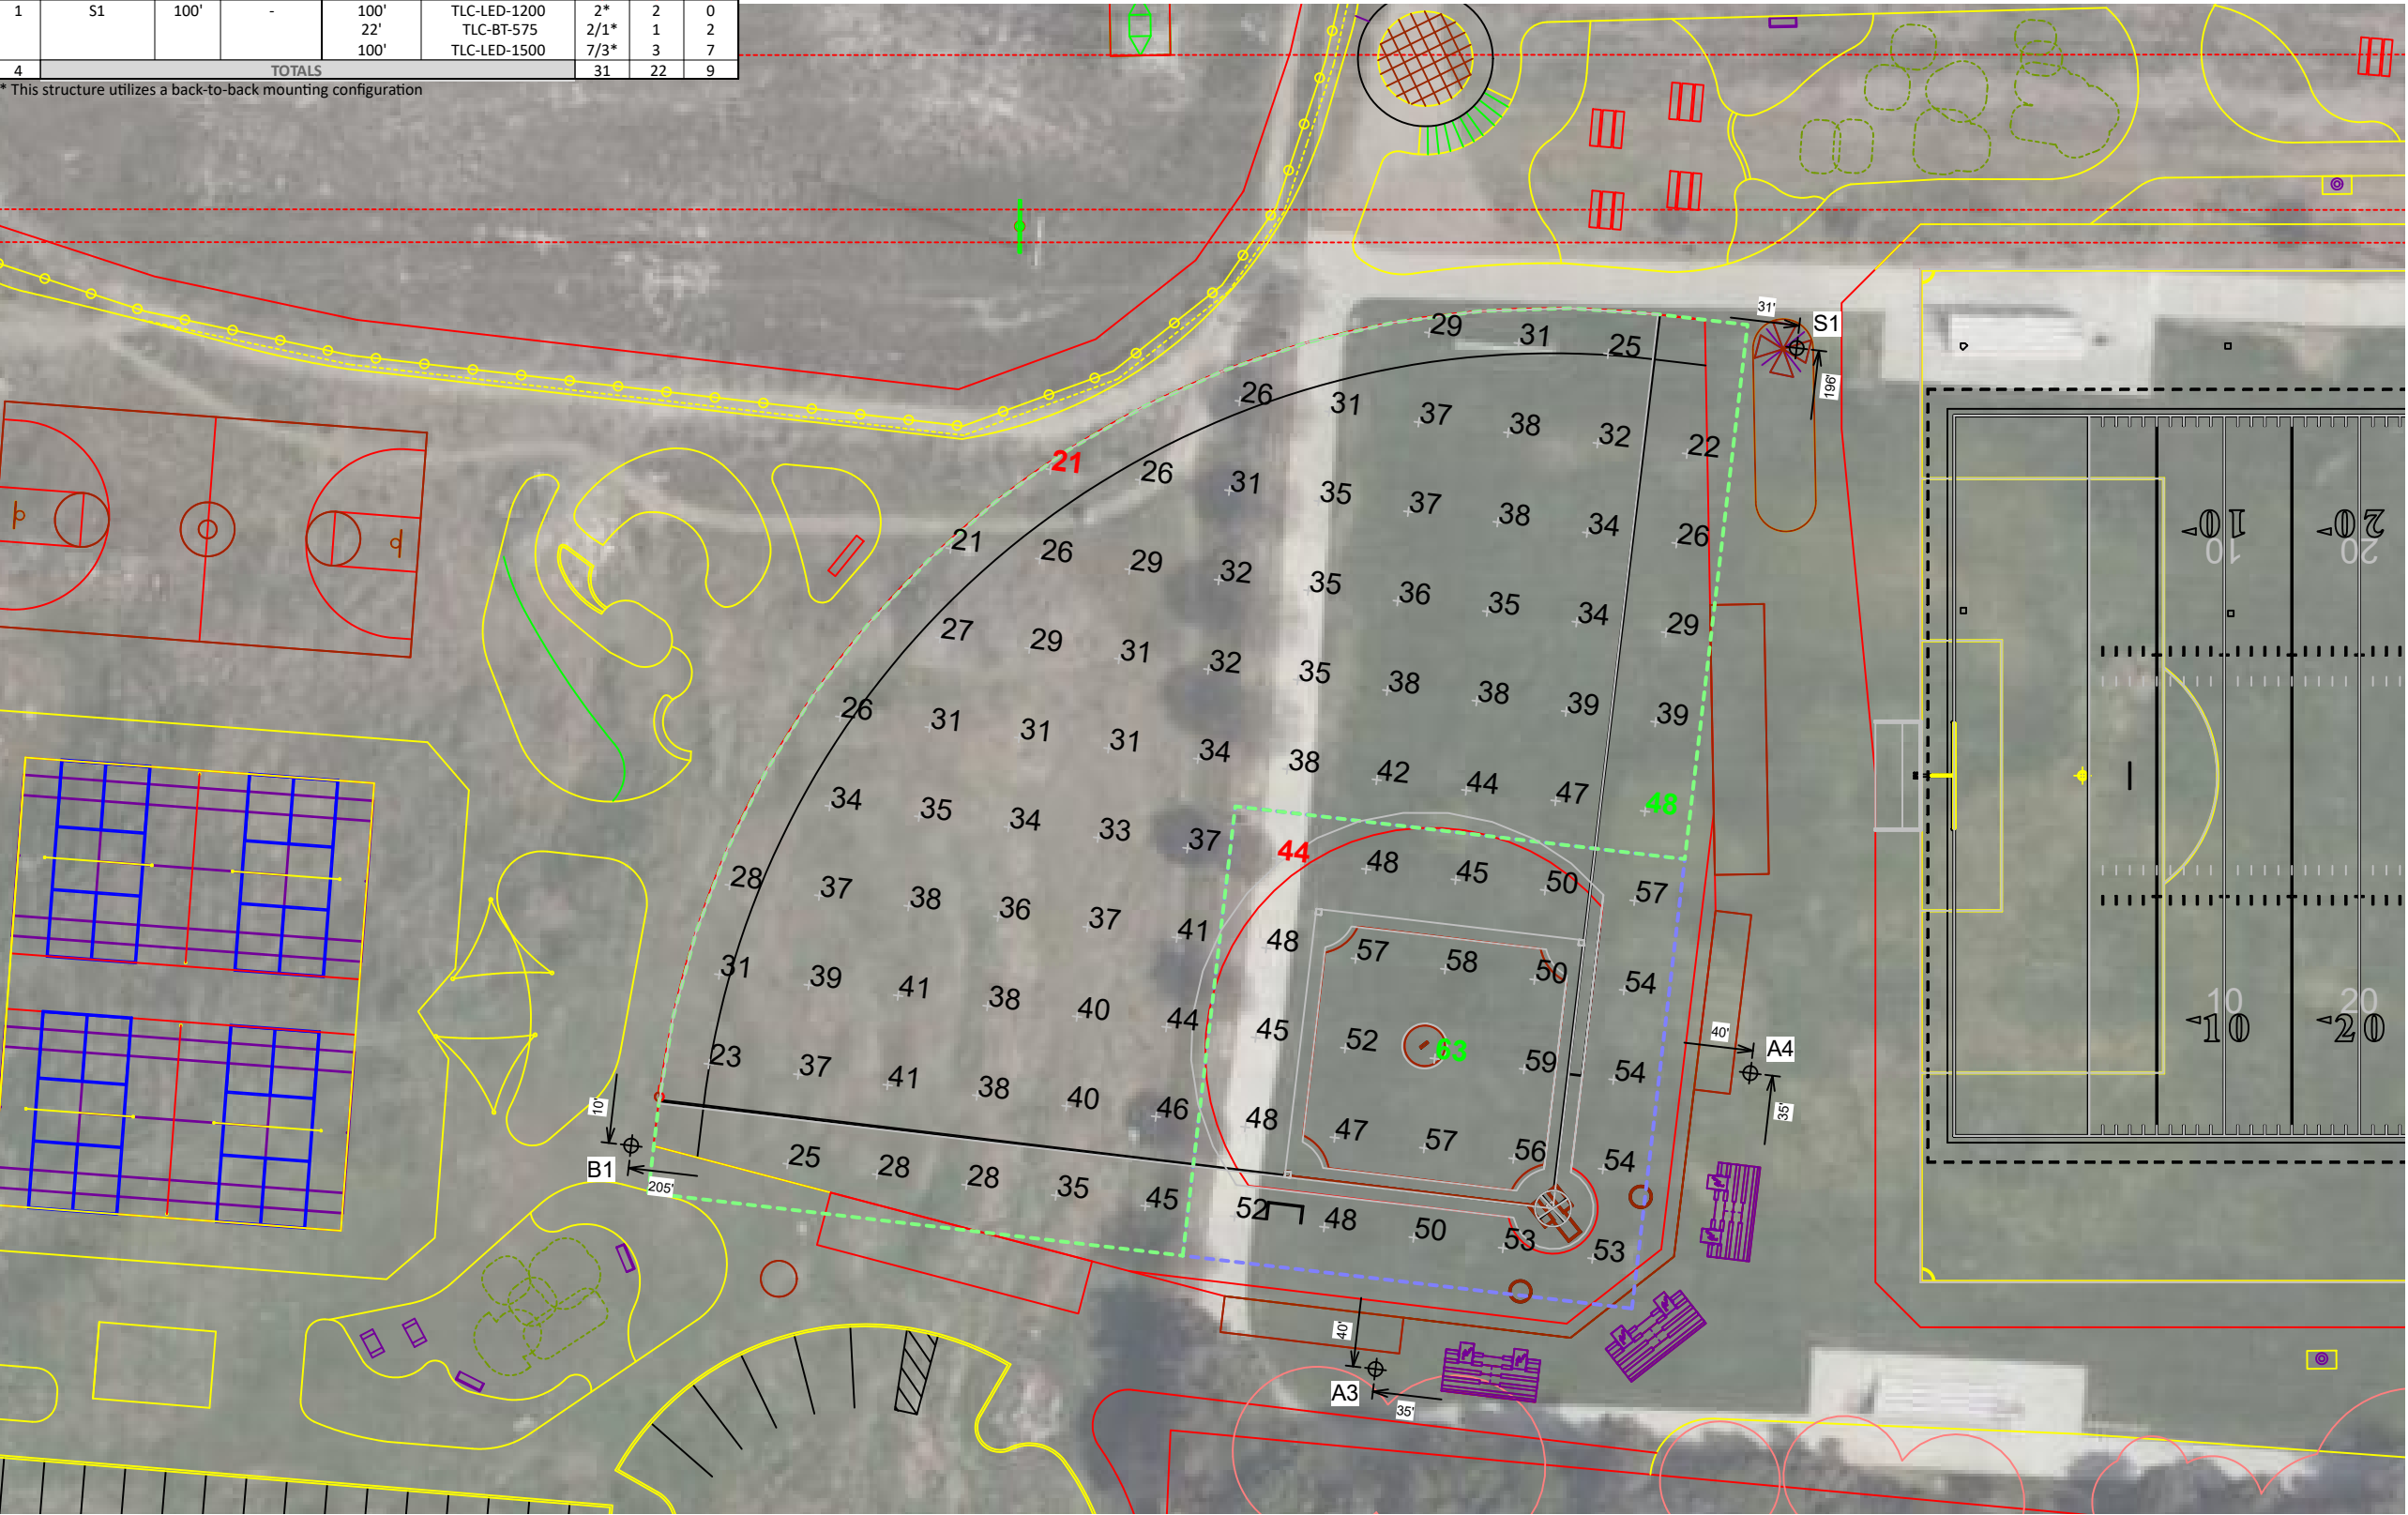 1 S1 100' - 100' TLC-LED-1200 2* 2 0
22' TLC-BT-575 2/1* 1 2
100' TLC-LED-1500 7/3* 3 7
4 TOTALS 31 22 9
* This structure utilizes a back-to-back mounting configuration
31' S1
29 31 25
196'
26 31 37 38 32 22
21 26 31 35 37 38 34 26
21 26 29 32 35 36 35 34 29
27 29 31 32 35 38 38 39 39
26 31 31 31 34 38 42 44 47 48
34 35 34 33 37 44 48 45 50 57
28 37 38 36 37 41 48 57 58 50 54
31 39 41 38 40 44 45 52 63 59 54
23 37 41 38 40 46 48 47 57 56 54
25 28 28 35 45 52 48 50 53 53
10 20
10 20
10 20
10 20
40' A4
35'
10'
B1
205'
40'
A3
35'